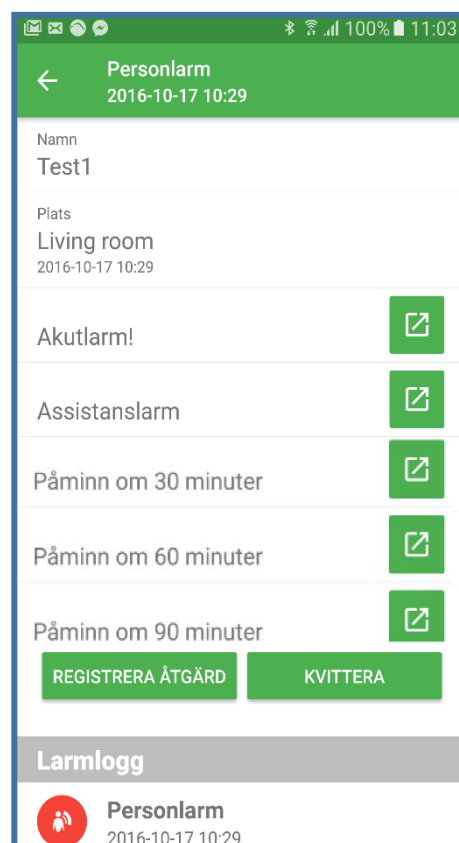 100% 11:03
Personlarm
2016-10-17 10:29
Namn
Test1
Plats
Living room
2016-10-17 10:29
Akutlarm!
Assistanslarm
Påminn om 30 minuter
Påminn om 60 minuter
Påminn om 90 minuter
REGISTRERA ÅTGÄRD KVITTERA
Larmlogg
Personlarm
2016-10-17 10:29